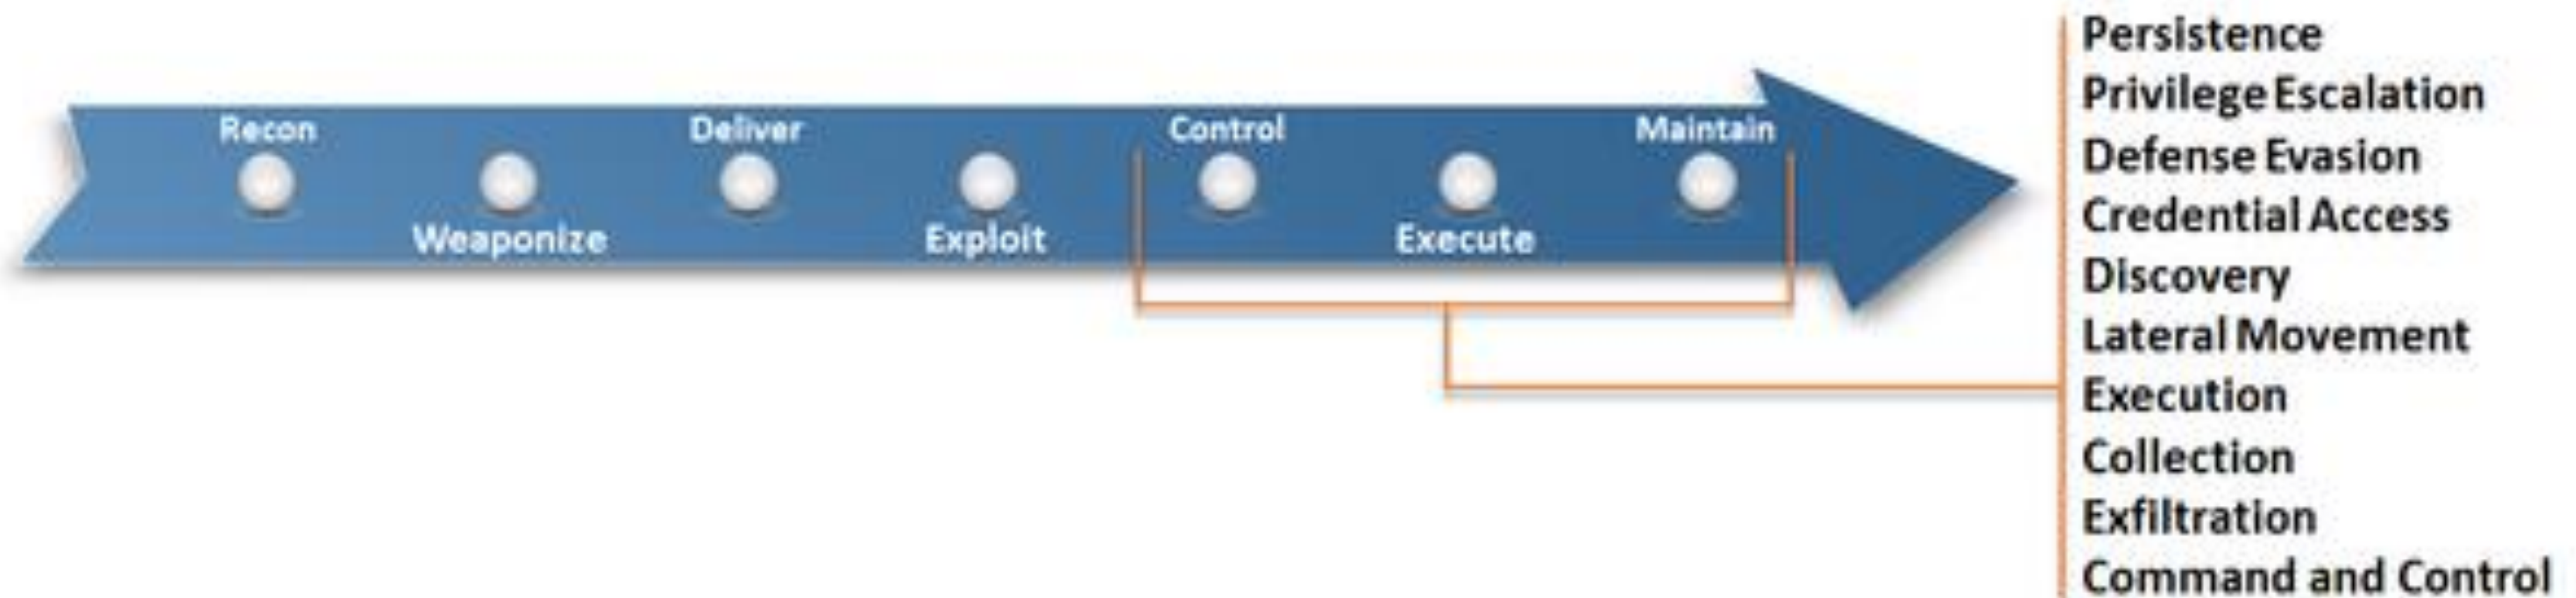 Recon
Weaponize
Deliver
Exploit
Control
Execute
Maintain
Persistence
Privilege Escalation
Defense Evasion
Credential Access
Discovery
Lateral Movement
Execution
Collection
Exfiltration
Command and Control